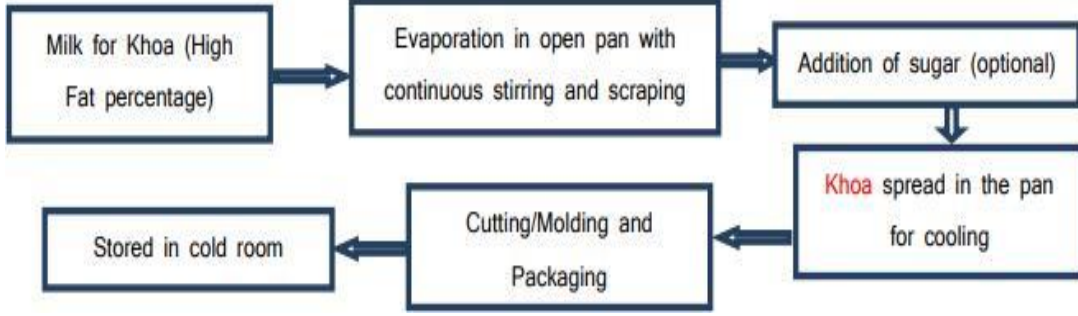 Milk for Khoa (High
Fat percentage)
Evaporation in open pan with
continuous stirring and scraping
Addition of sugar (optional)
Khoa spread in the pan
for cooling
Cutting/Molding and
Packaging
Stored in cold room